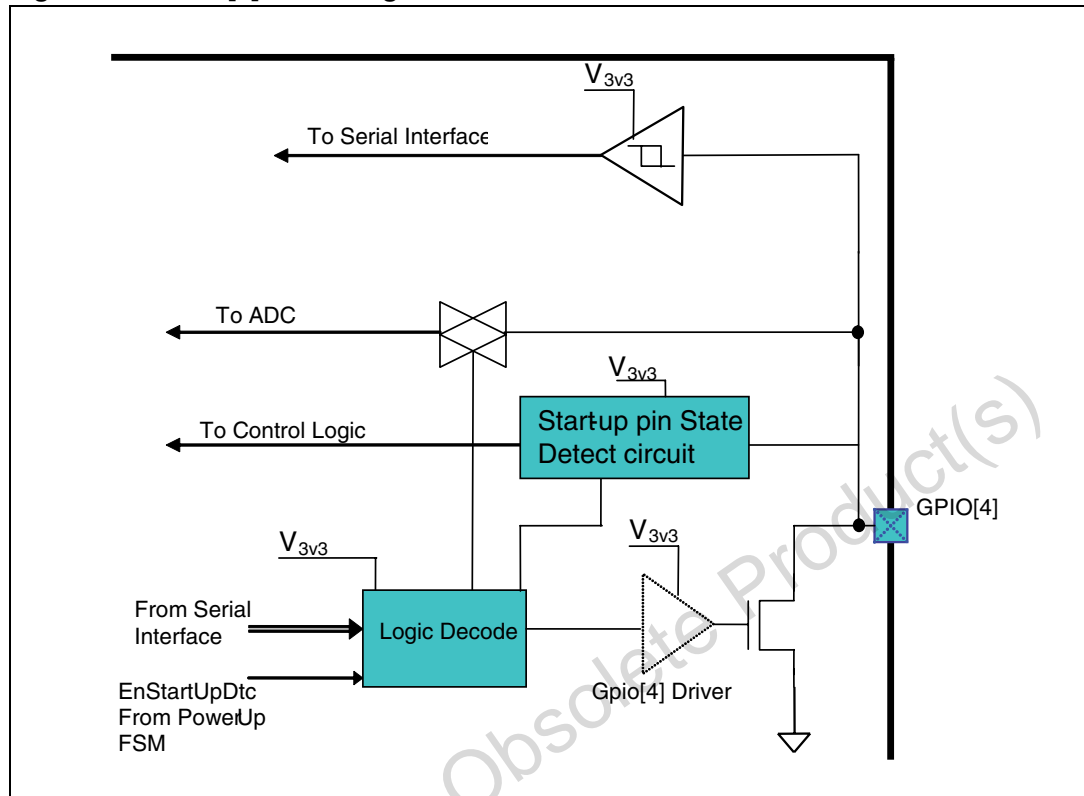 V3v3
To Serial Interface
To ADC
V3v3
To Control Logic
Start-up pin State
Detect circuit
GPIO[4]
V3v3
V3v3
From Serial
Interface
Logic Decode
EnStartUpDtc
From PowerUp
FSM
Gpio[4] Driver
Obsolete Product(s)